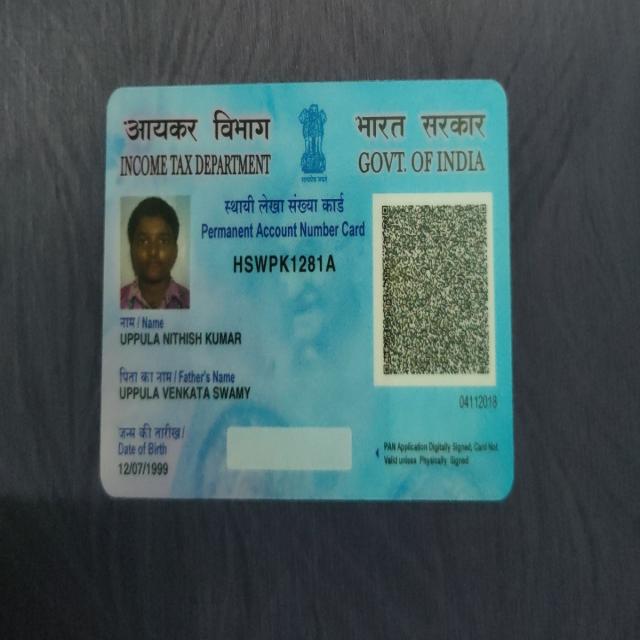 आयकर विभाग
INCOME TAX DEPARTMENT
भारत सरकार
GOVT. OF INDIA
सत्यमेव जयते
स्थायी लेखा संख्या कार्ड
Permanent Account Number Card
HSWPK1281A
नाम / Name
UPPULA NITHISH KUMAR
पिता का नाम / Father's Name
UPPULA VENKATA SWAMY
जन्म की तारीख /
Date of Birth
12/07/1999
04112018
PAN Application Digitally Signed, Card Not
Valid unless Physically Signed